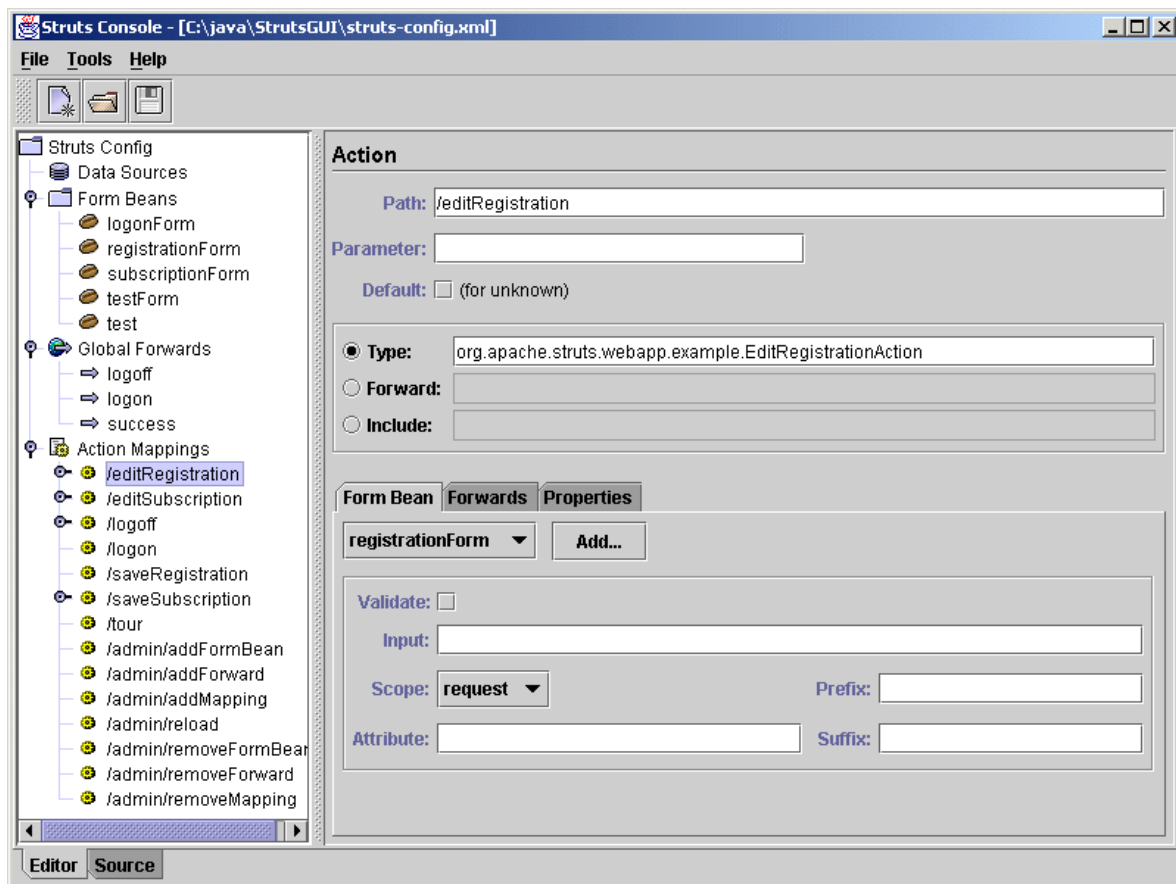 Struts Console - [C:\java\StrutsGUI\struts-config.xml]
File Tools Help
Struts Config
Data Sources
Form Beans
logonForm
registrationForm
subscriptionForm
testForm
test
Global Forwards
logoff
logon
success
Action Mappings
/editRegistration
/editSubscription
/logoff
/logon
/saveRegistration
/saveSubscription
/tour
/admin/addFormBean
/admin/addForward
/admin/addMapping
/admin/reload
/admin/removeFormBear
/admin/removeForward
/admin/removeMapping
Action
Path: /editRegistration
Parameter:
Default: (for unknown)
Type: org.apache.struts.webapp.example.EditRegistrationAction
Forward:
Include:
Form Bean Forwards Properties
registrationForm Add...
Validate:
Input:
Scope: request Prefix:
Attribute: Suffix:
Editor Source